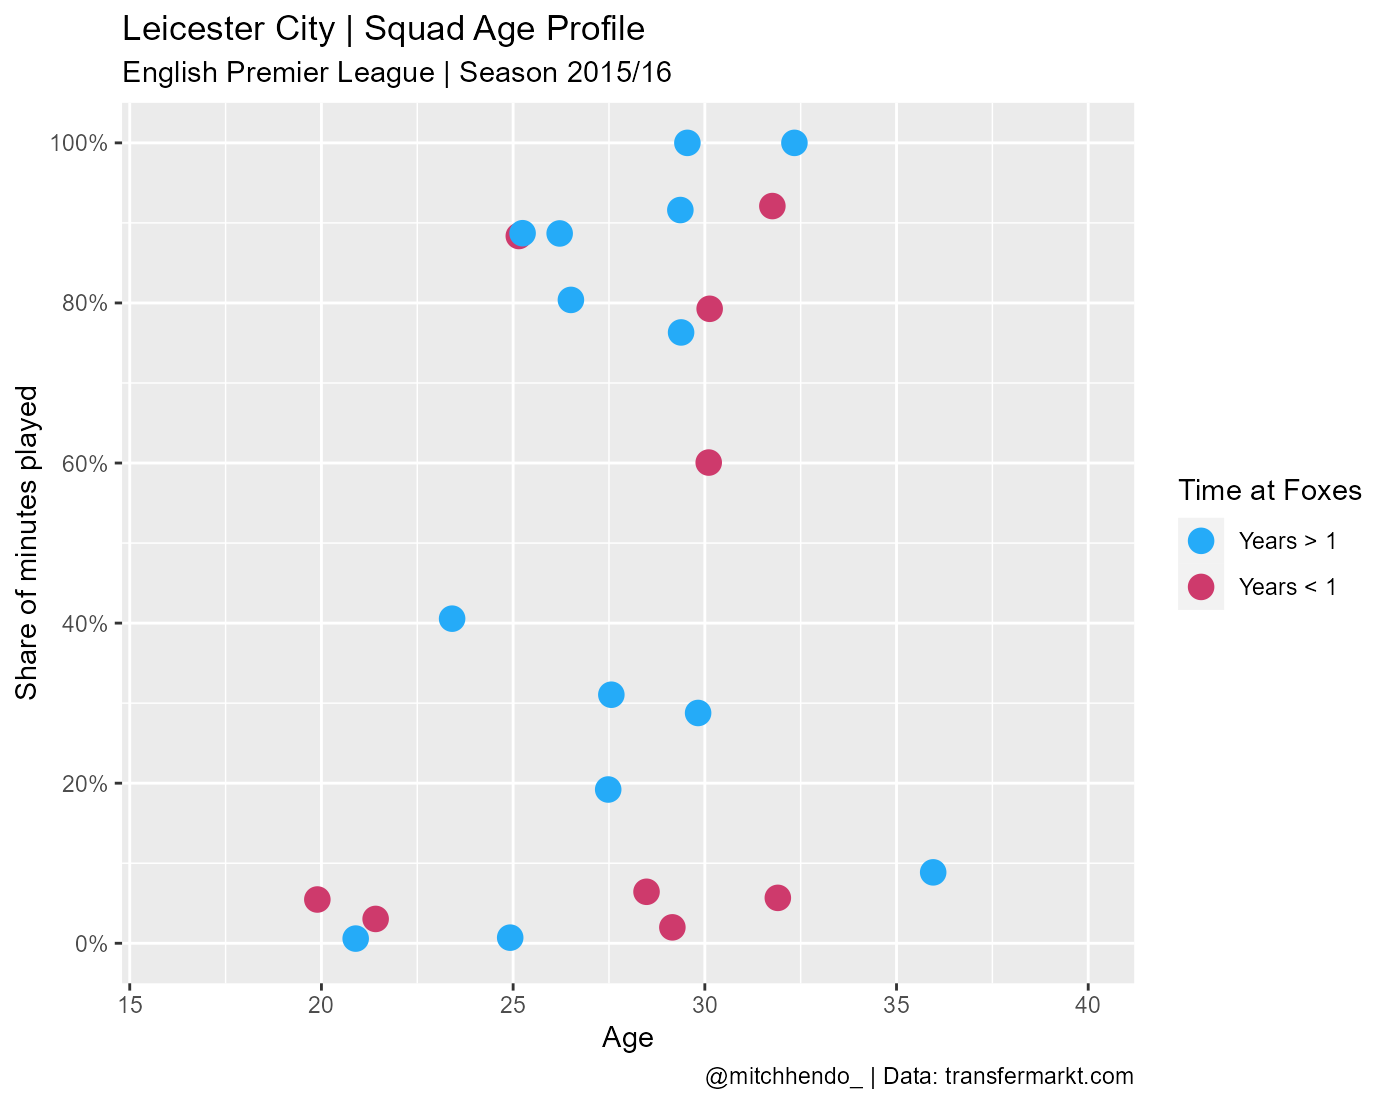 Leicester City | Squad Age Profile
English Premier League | Season 2015/16
100%
80%
60%
40%
20%
0%
Share of minutes played
15 20 25 30 35 40
Age
Time at Foxes
Years > 1
Years < 1
@mitchhendo_ | Data: transfermarkt.com